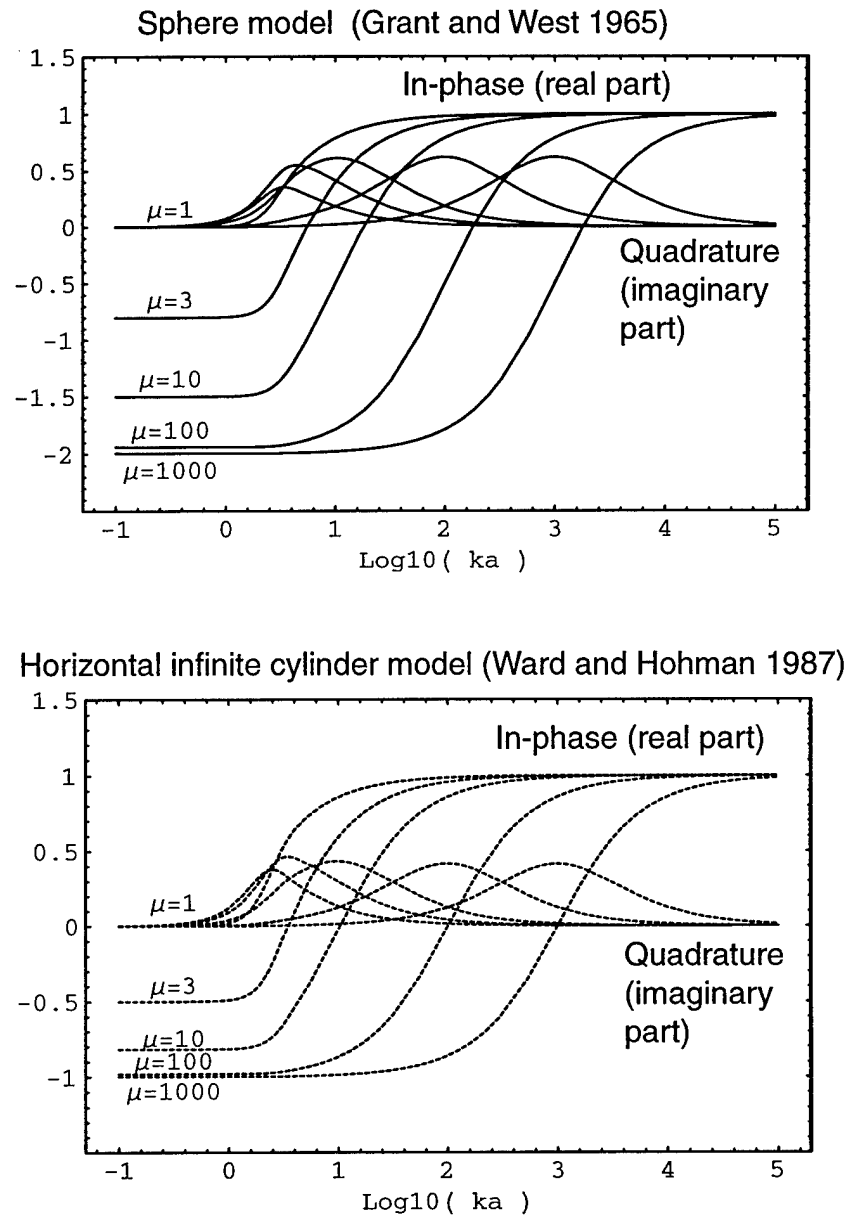 Sphere model (Grant and West 1965)
1.5
In-phase (real part)
1
0.5
μ=1
0
Quadrature
(imaginary
part)
-0.5
μ=3
-1
μ=10
-1.5
μ=100
-2
μ=1000
-1 0 1 2 3 4 5
Log10( ka )
Horizontal infinite cylinder model (Ward and Hohman 1987)
1.5
In-phase (real part)
1
0.5
μ=1
0
Quadrature
(imaginary
part)
μ=3
-0.5
μ=10
μ=100
-1
μ=1000
-1 0 1 2 3 4 5
Log10( ka )